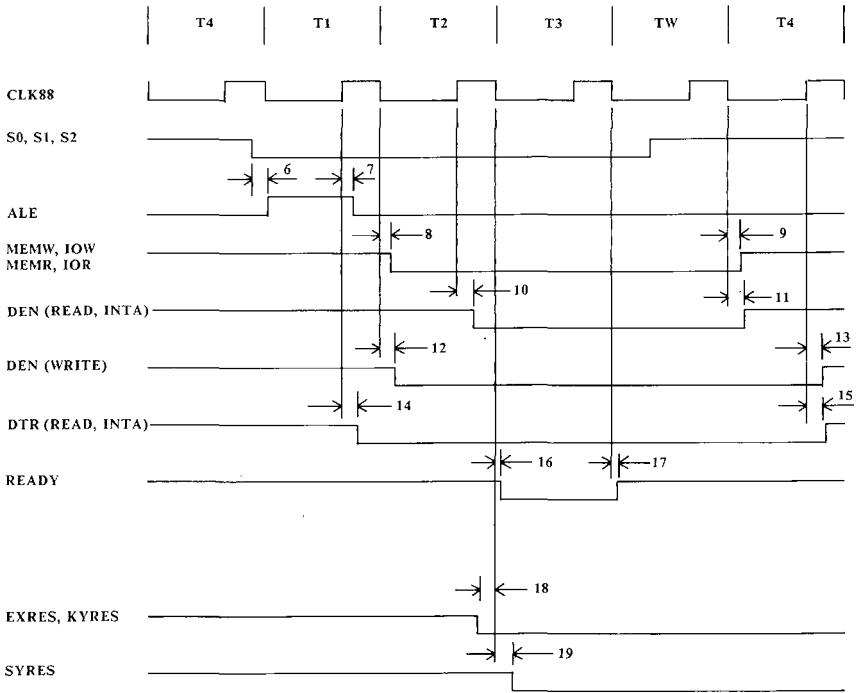 T4 T1 T2 T3 TW T4
CLK88
S0, S1, S2
6 7
ALE
MEMW, IOW
MEMR, IOR
8 9
10 11
DEN (READ, INTA)
12 13
DEN (WRITE)
14 15
DTR (READ, INTA)
16 17
READY
18
EXRES, KYRES
19
SYRES